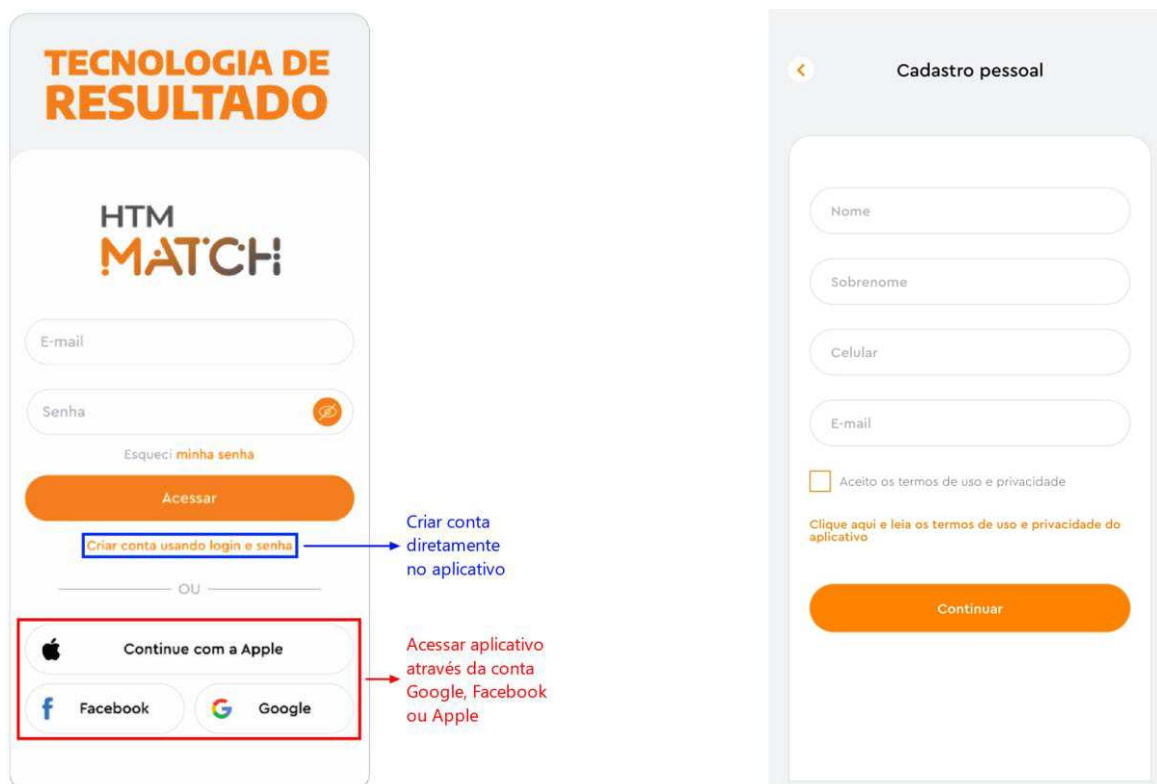 TECNOLOGIA DE
RESULTADO
HTM
MATCH
E-mail
Senha
Esqueci minha senha
Acessar
Criar conta usando login e senha
OU
Continue com a Apple
Facebook
Google
Criar conta
diretamente
no aplicativo
Acessar aplicativo
através da conta
Google, Facebook
ou Apple
Cadastro pessoal
Nome
Sobrenome
Celular
E-mail
Aceito os termos de uso e privacidade
Clique aqui e leia os termos de uso e privacidade do
aplicativo
Continuar